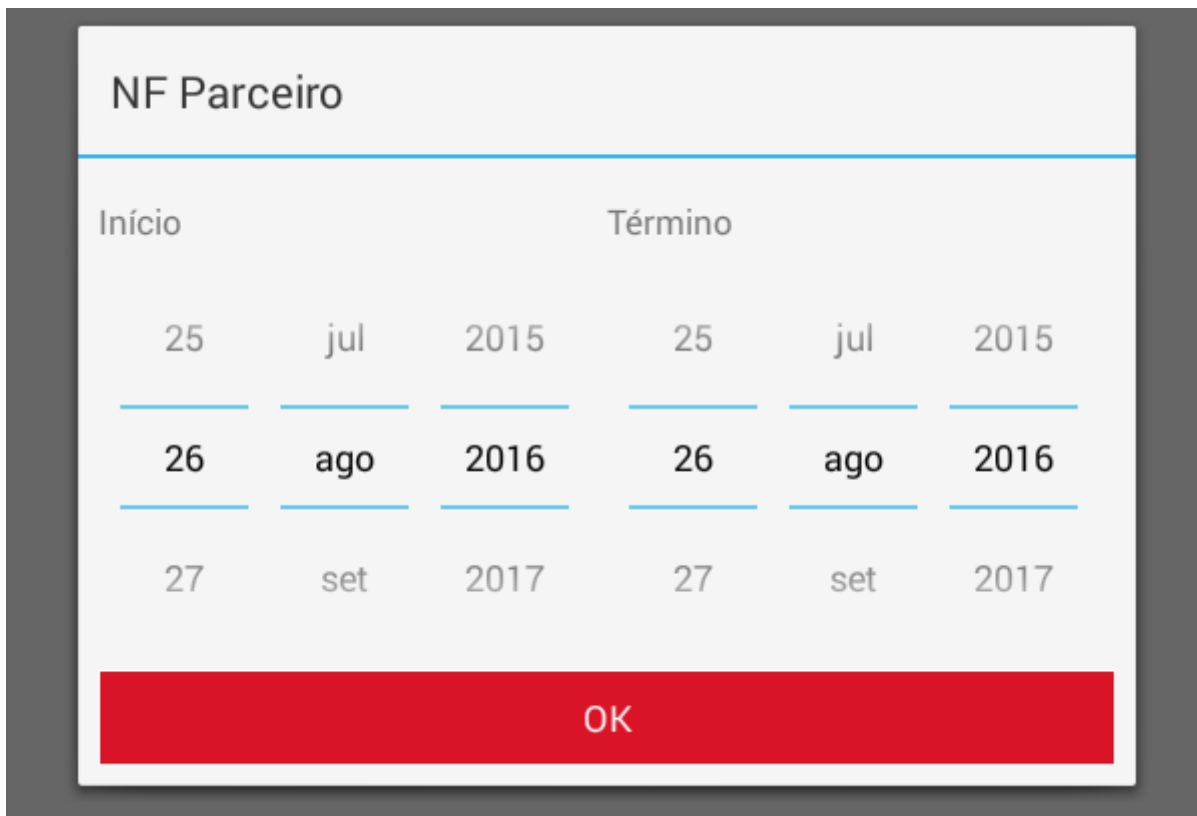 NF Parceiro
Início Término
25 jul 2015 25 jul 2015
26 ago 2016 26 ago 2016
27 set 2017 27 set 2017
OK